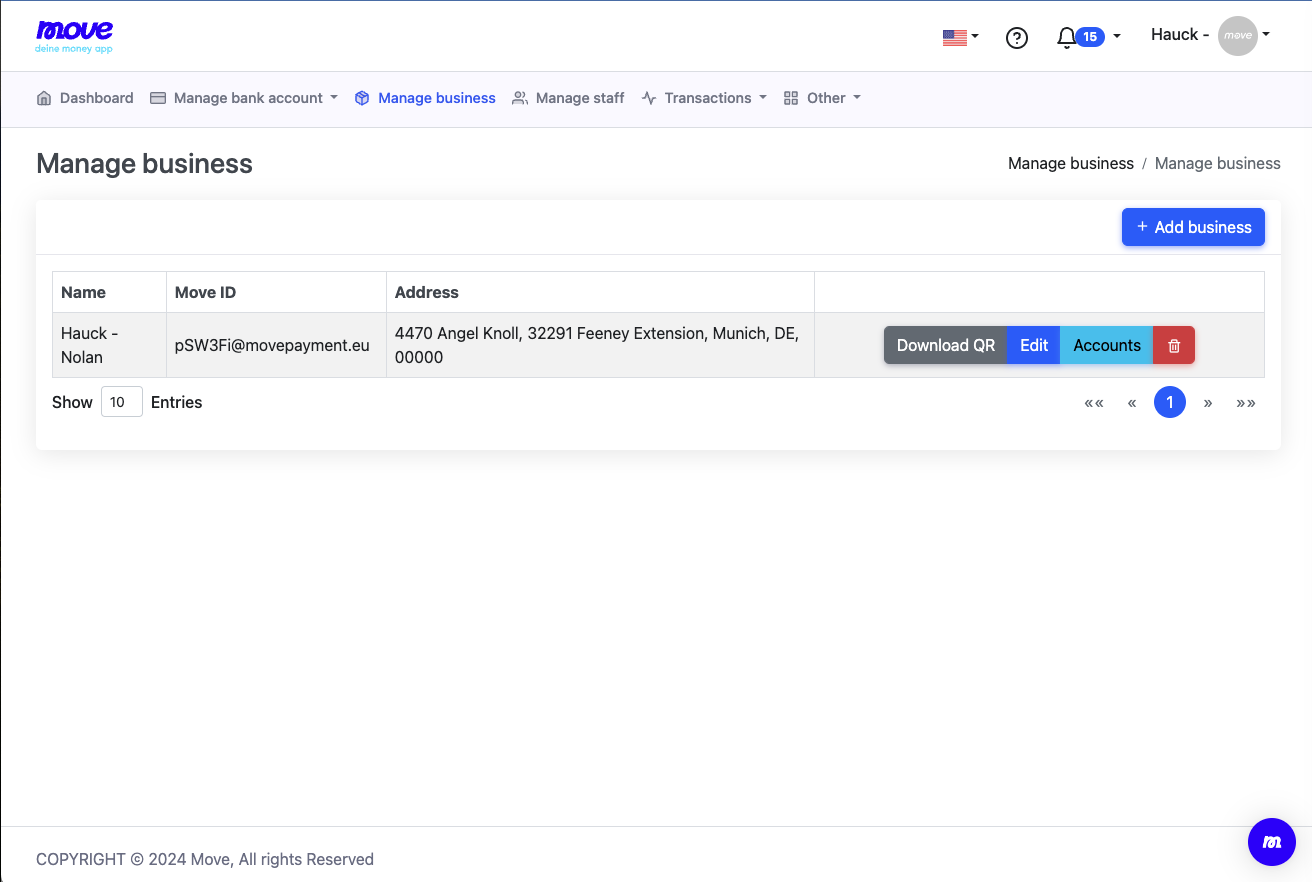 move
deine money app
15
Hauck -
move
Dashboard
Manage bank account
Manage business
Manage staff
Transactions
Other
Manage business
Manage business / Manage business
+ Add business
Name
Move ID
Address
Hauck -
Nolan
pSW3Fi@movepayment.eu
4470 Angel Knoll, 32291 Feeney Extension, Munich, DE,
00000
Download QR
Edit
Accounts
Show 10 Entries
«« « 1 » »»
COPYRIGHT © 2024 Move, All rights Reserved
m